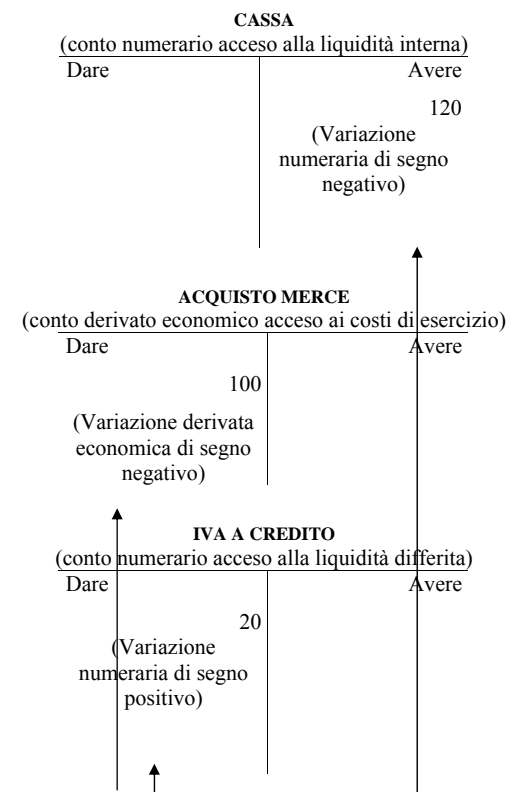 CASSA
(conto numerario acceso alla liquidità interna)
Dare Avere
120
(Variazione
numeraria di segno
negativo)
ACQUISTO MERCE
(conto derivato economico acceso ai costi di esercizio)
Dare Avere
100
(Variazione derivata
economica di segno
negativo)
IVA A CREDITO
(conto numerario acceso alla liquidità differita)
Dare Avere
20
(Variazione
numeraria di segno
positivo)